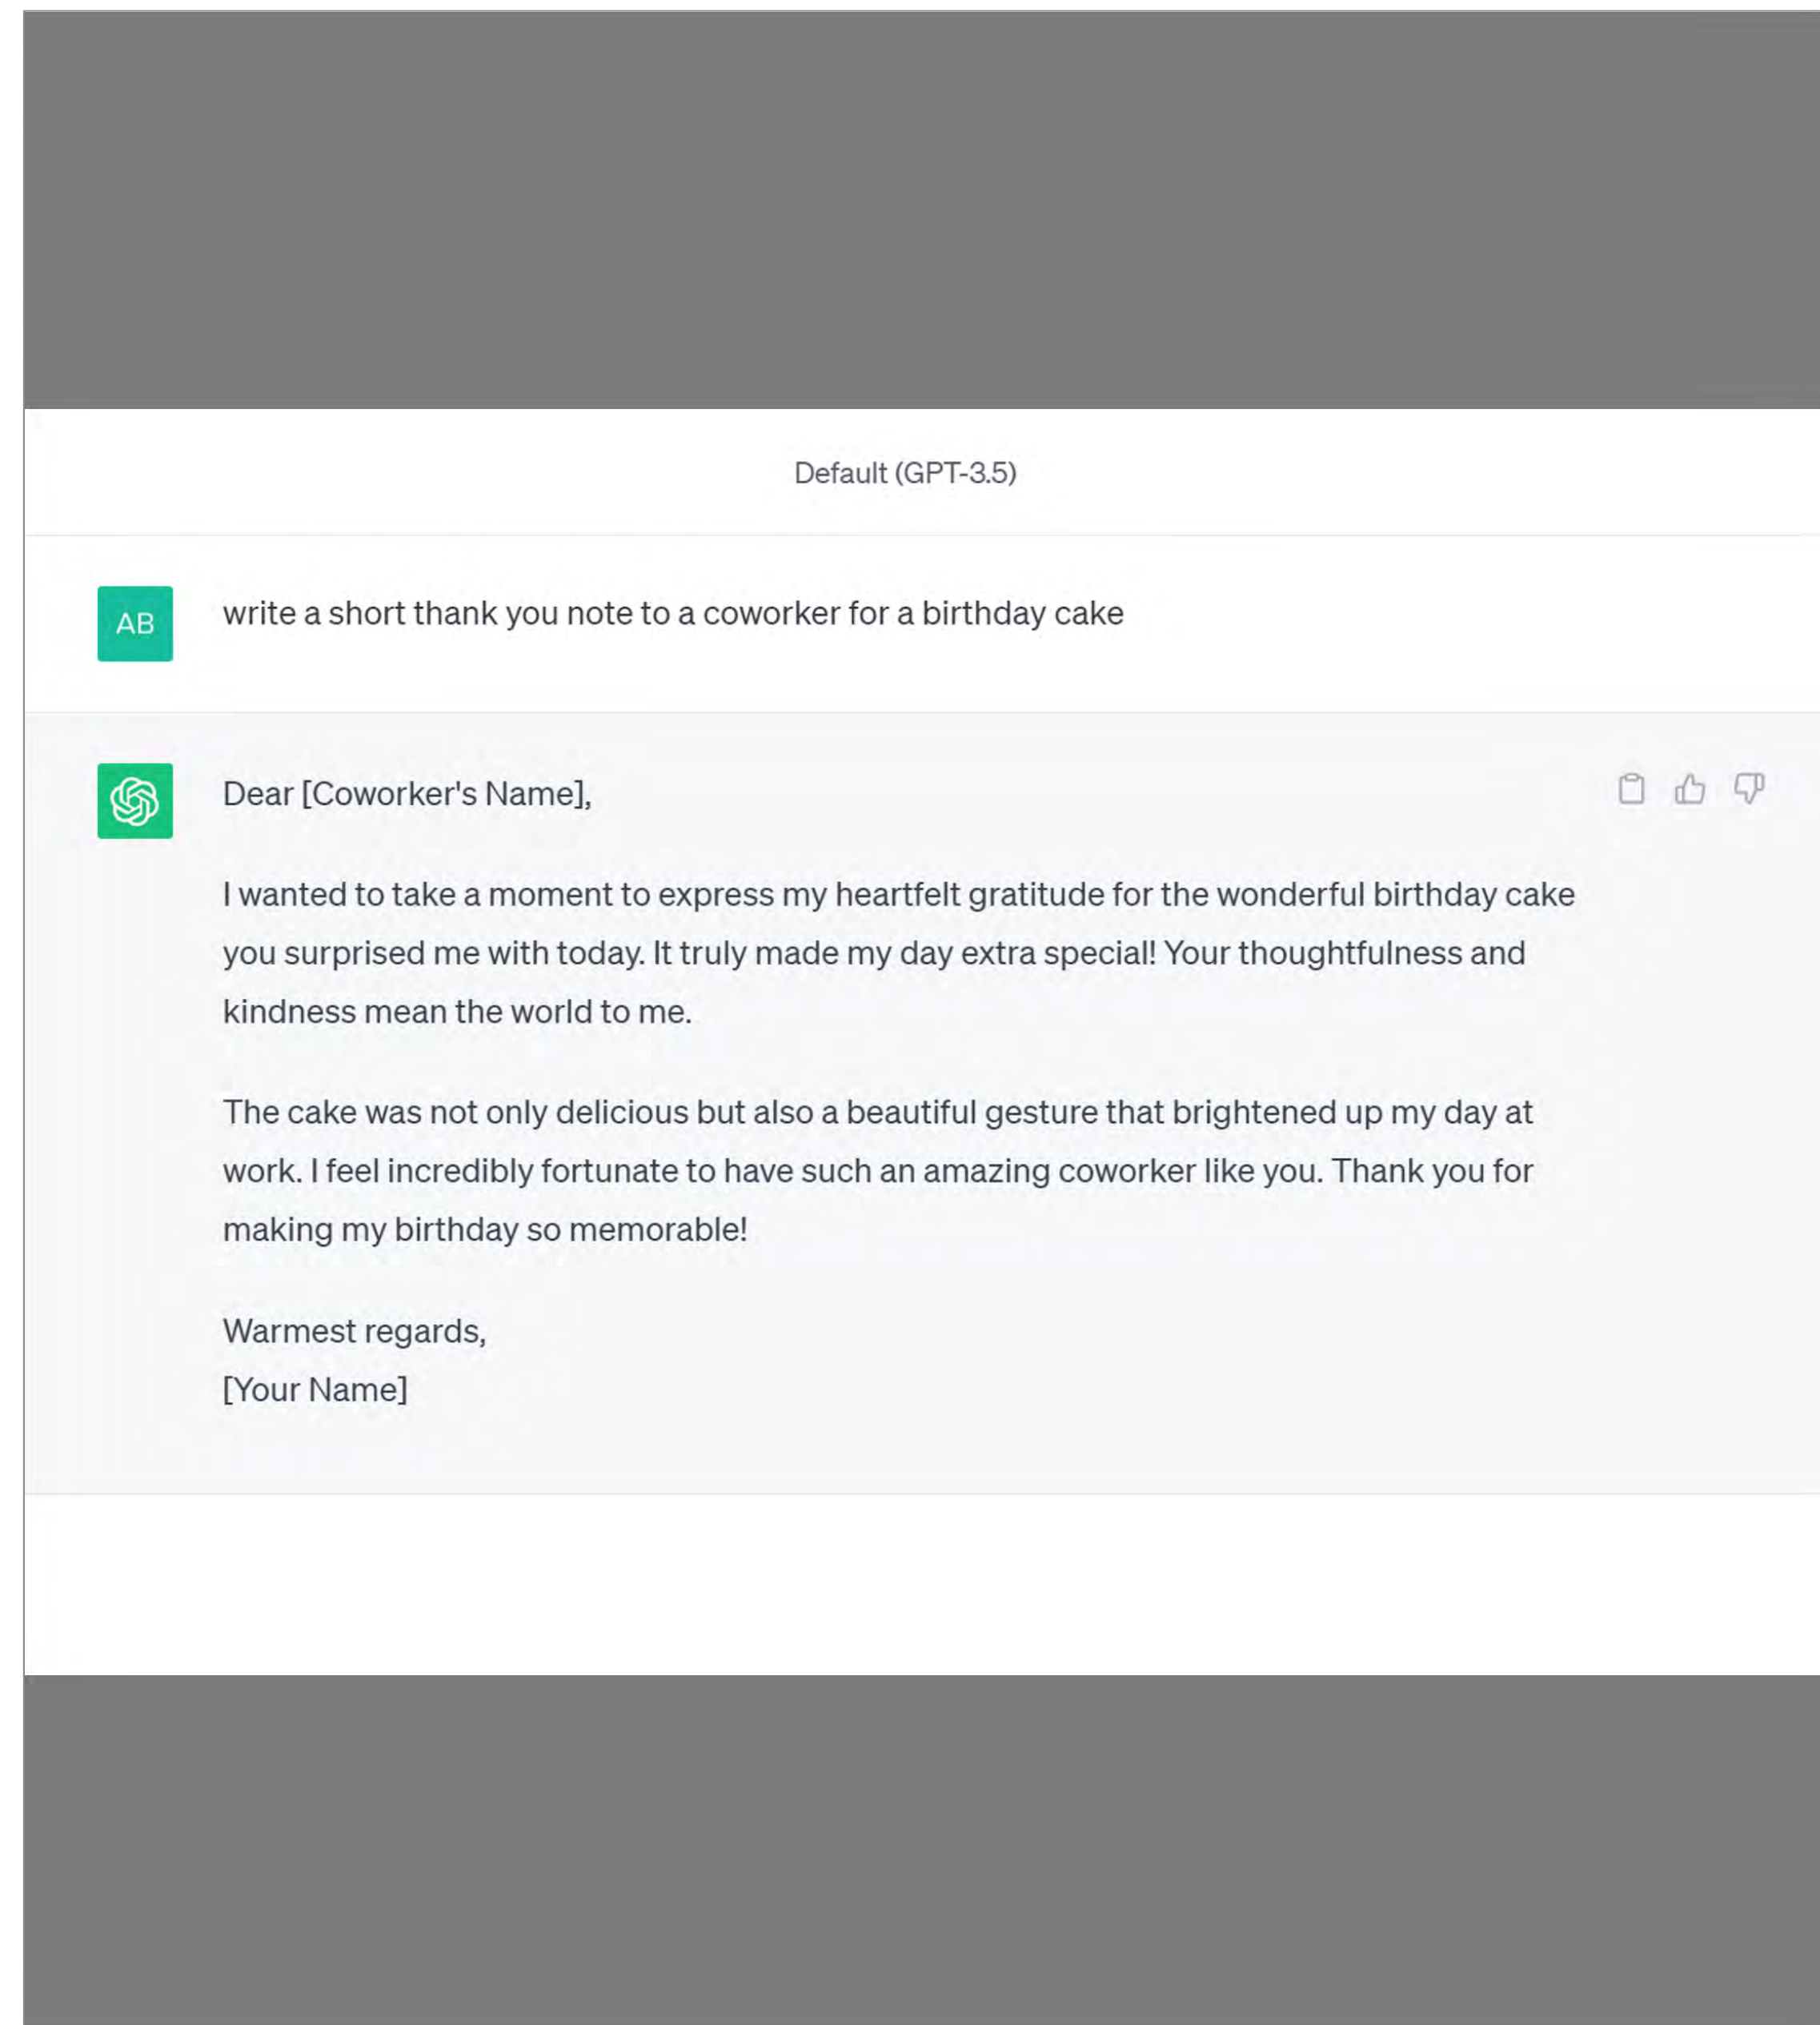 Default (GPT-3.5)
AB
write a short thank you note to a coworker for a birthday cake
Dear [Coworker's Name],
I wanted to take a moment to express my heartfelt gratitude for the wonderful birthday cake
you surprised me with today. It truly made my day extra special! Your thoughtfulness and
kindness mean the world to me.
The cake was not only delicious but also a beautiful gesture that brightened up my day at
work. I feel incredibly fortunate to have such an amazing coworker like you. Thank you for
making my birthday so memorable!
Warmest regards,
[Your Name]